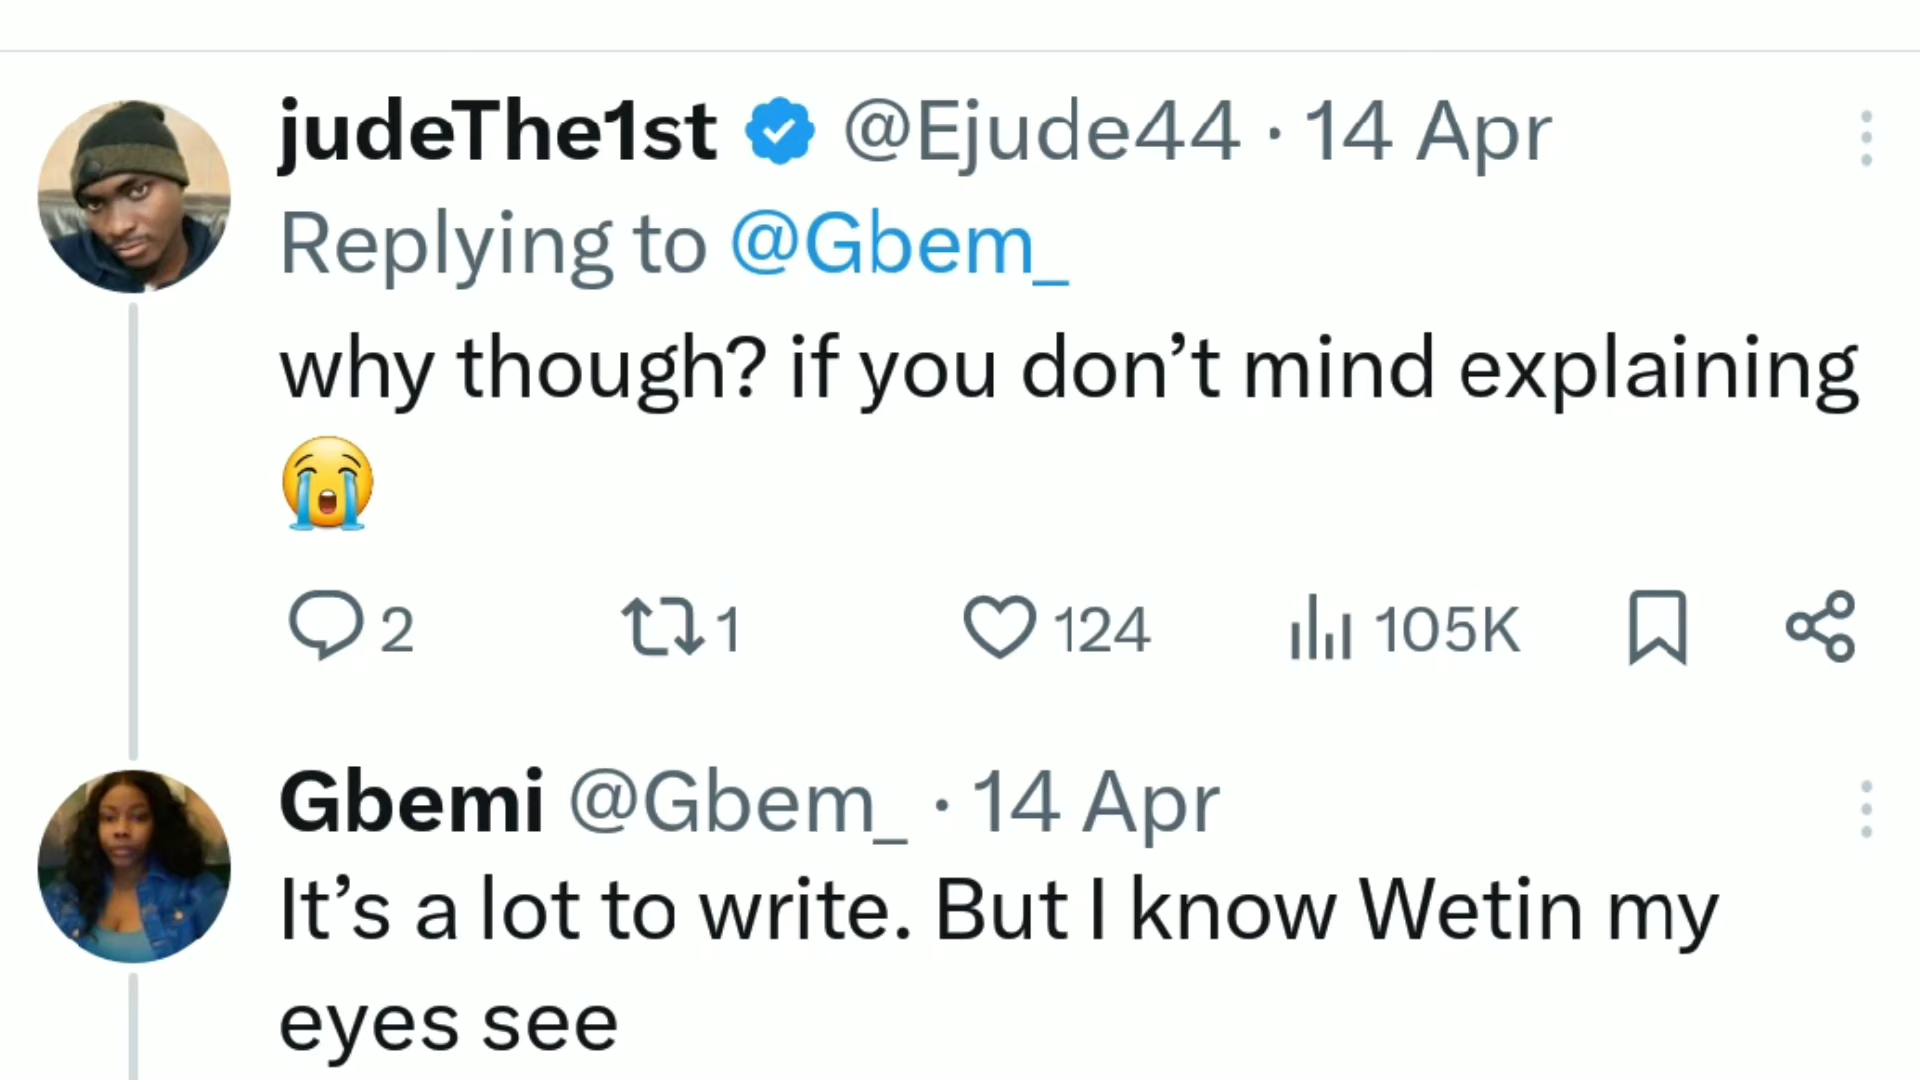 judeThe1st @Ejude44 · 14 Apr
Replying to @Gbem_
why though? if you don’t mind explaining
😭
2 1 124 105K
Gbemi @Gbem_ · 14 Apr
It’s a lot to write. But I know Wetin my
eyes see